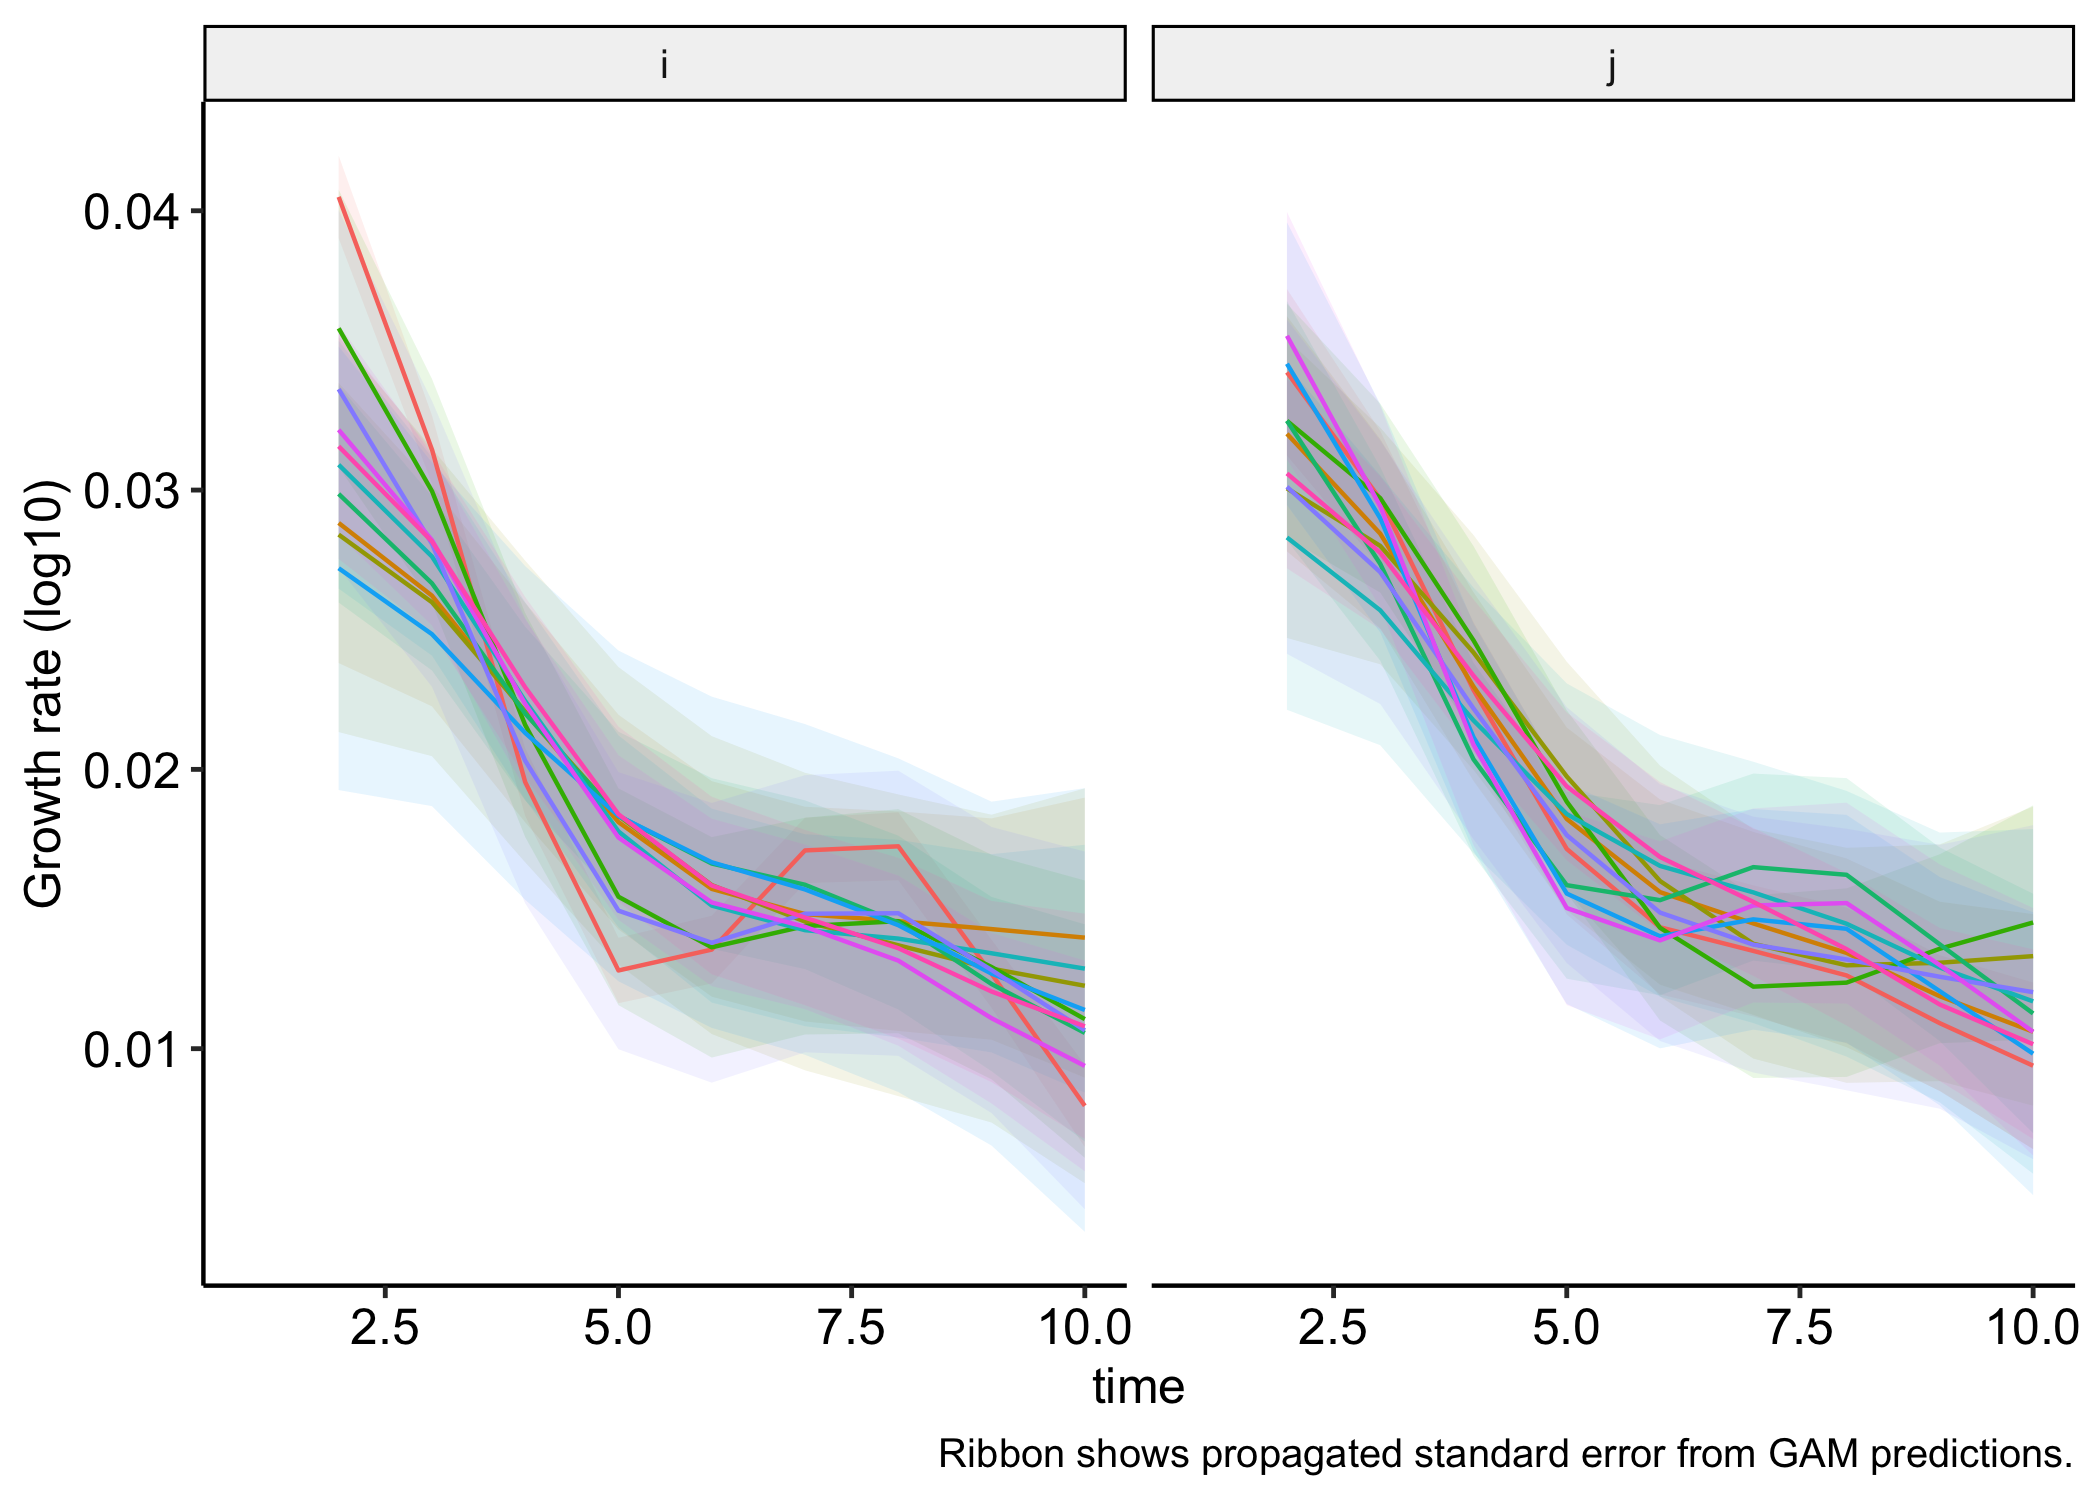 i
j
Growth rate (log10)
0.04
0.03
0.02
0.01
2.5 5.0 7.5 10.0
2.5 5.0 7.5 10.0
time
Ribbon shows propagated standard error from GAM predictions.